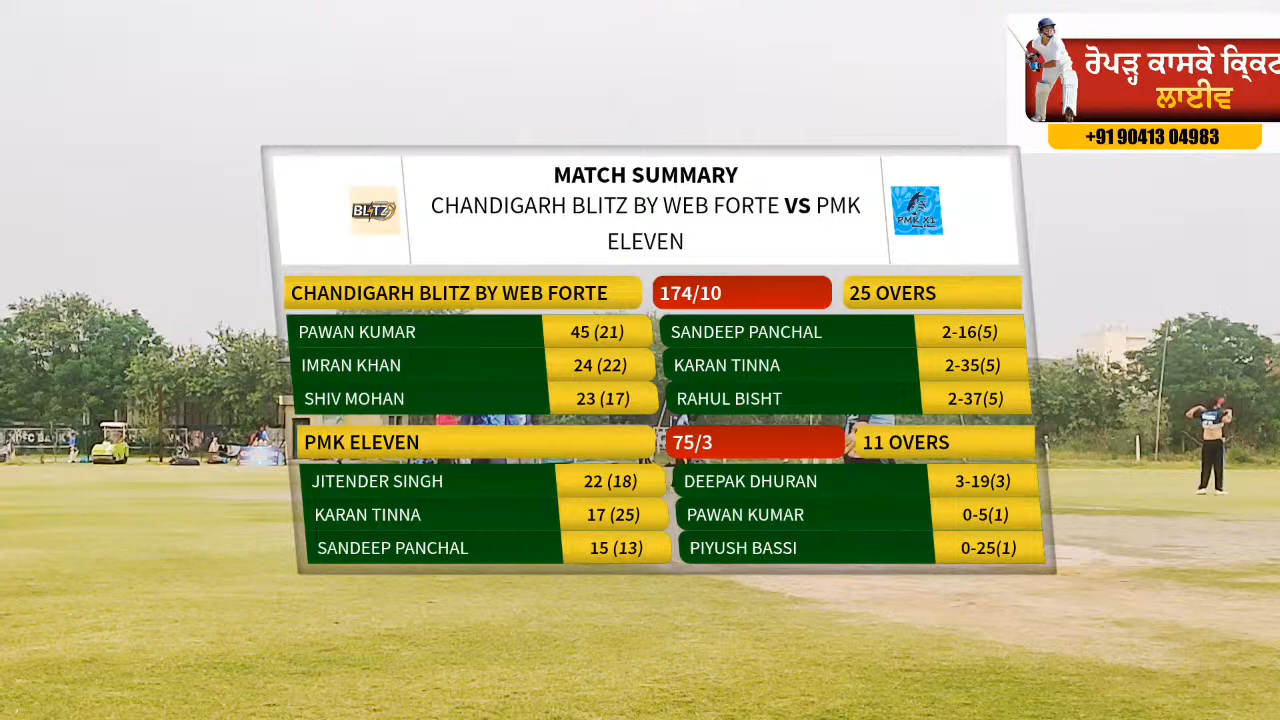 ਰੋਪੜ੍ਹ ਕਾਸਕੋ ਕ੍ਰਿਕਟ
ਲਾਈਵ
+91 90413 04983
MATCH SUMMARY
BLITZ
CHANDIGARH BLITZ BY WEB FORTE VS PMK
ELEVEN
PMK XI
CHANDIGARH BLITZ BY WEB FORTE 174/10 25 OVERS
PAWAN KUMAR 45 (21) SANDEEP PANCHAL 2-16(5)
IMRAN KHAN 24 (22) KARAN TINNA 2-35(5)
SHIV MOHAN 23 (17) RAHUL BISHT 2-37(5)
PMK ELEVEN 75/3 11 OVERS
JITENDER SINGH 22 (18) DEEPAK DHURAN 3-19(3)
KARAN TINNA 17 (25) PAWAN KUMAR 0-5(1)
SANDEEP PANCHAL 15 (13) PIYUSH BASSI 0-25(1)